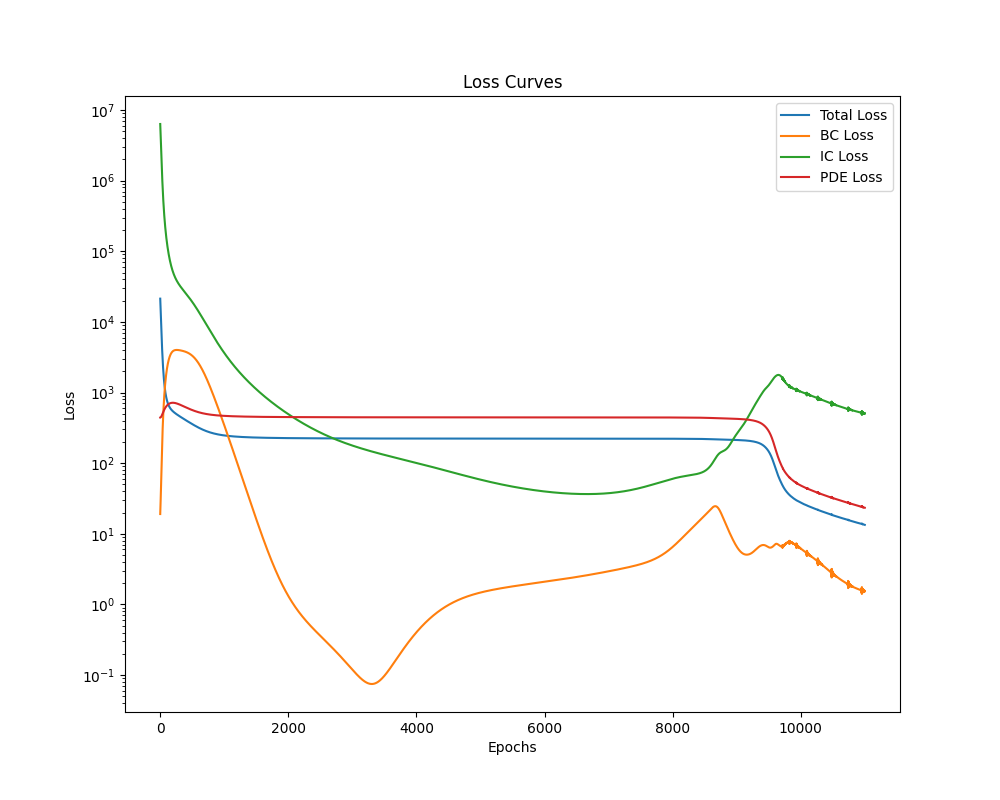 Loss Curves
Loss
10⁷
10⁶
10⁵
10⁴
10³
10²
10¹
10⁰
10⁻¹
Total Loss
BC Loss
IC Loss
PDE Loss
0 2000 4000 6000 8000 10000
Epochs